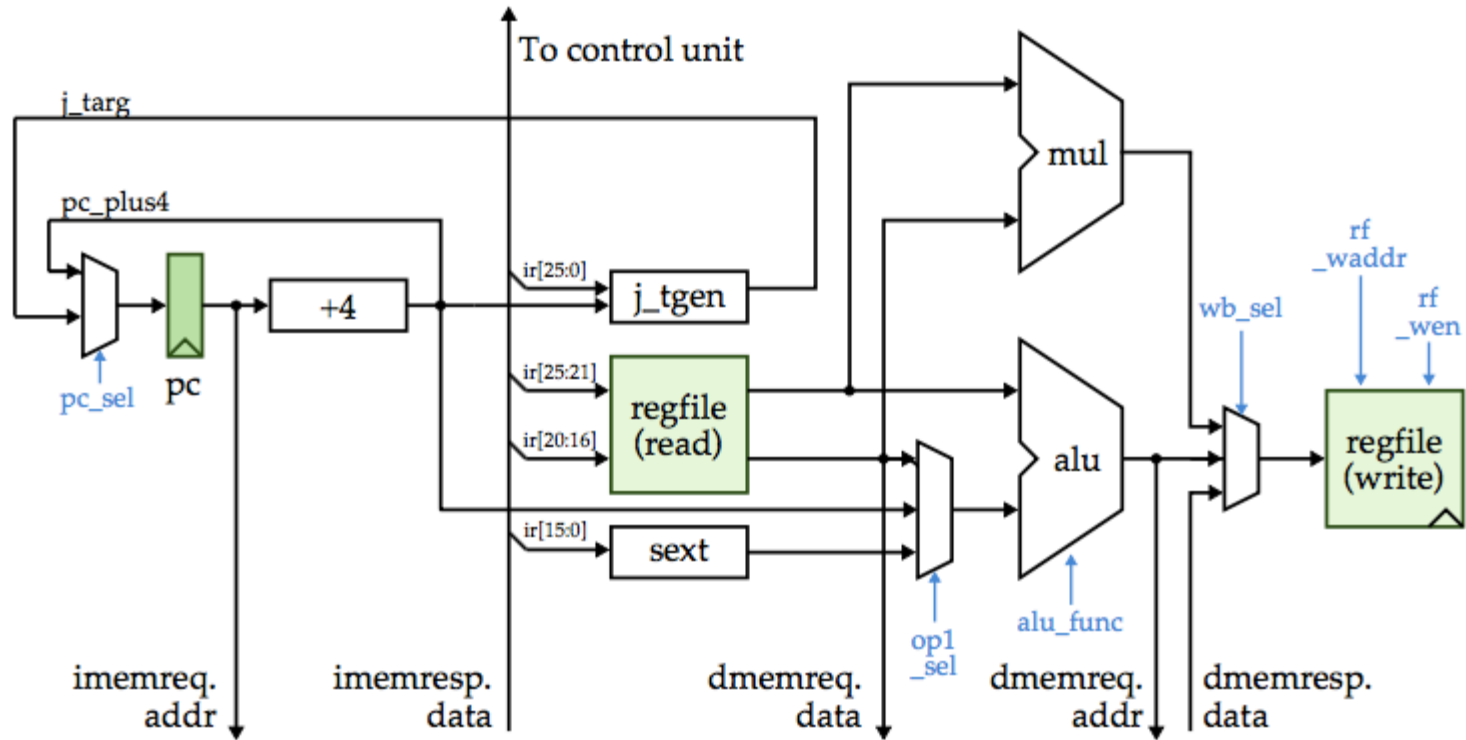 To control unit
j_targ
mul
pc_plus4
ir[25:0]
j_tgen
+4
rf
_waddr
rf
_wen
wb_sel
pc_sel
pc
ir[25:21]
regfile
(read)
ir[20:16]
alu
regfile
(write)
ir[15:0]
sext
alu_func
op1
_sel
imemreq.
addr
imemresp.
data
dmemreq.
data
dmemreq.
addr
dmemresp.
data